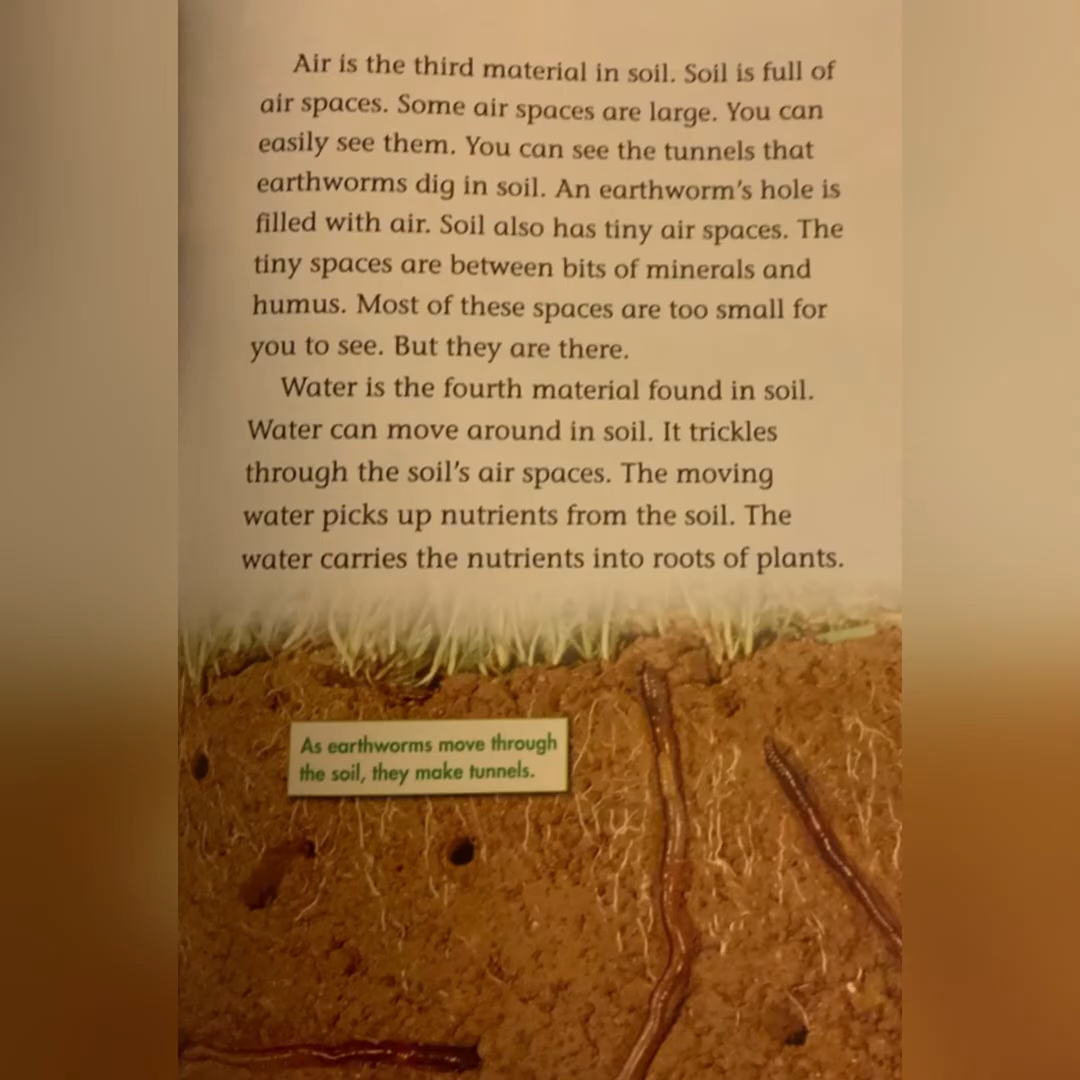 Air is the third material in soil. Soil is full of
air spaces. Some air spaces are large. You can
easily see them. You can see the tunnels that
earthworms dig in soil. An earthworm's hole is
filled with air. Soil also has tiny air spaces. The
tiny spaces are between bits of minerals and
humus. Most of these spaces are too small for
you to see. But they are there.
Water is the fourth material found in soil.
Water can move around in soil. It trickles
through the soil's air spaces. The moving
water picks up nutrients from the soil. The
water carries the nutrients into roots of plants.
As earthworms move through
the soil, they make tunnels.